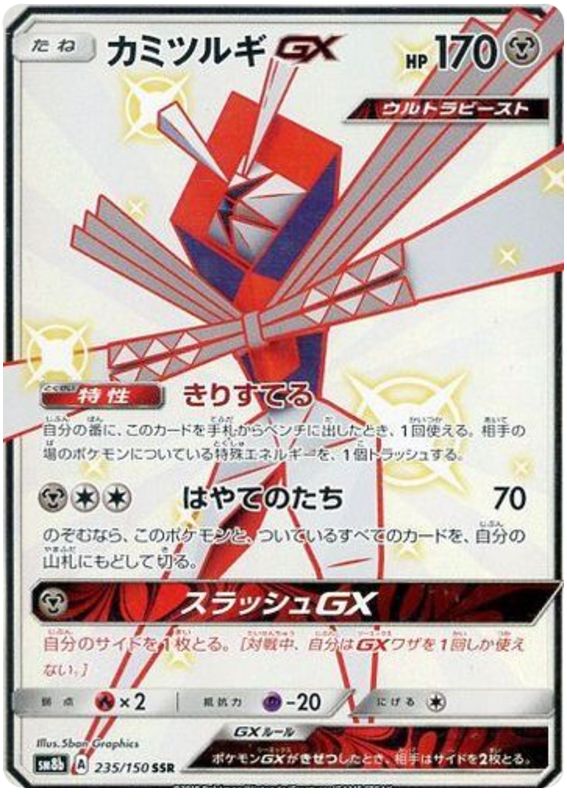 たね カミツルギGX HP 170
ウルトラビースト
特性 きりすてる
自分の番に、このカードを手札からベンチに出したとき、1回使える。相手の
場のポケモンについている特殊エネルギーを、1個トラッシュする。
はやてのたち 70
のぞむなら、このポケモンと、ついているすべてのカードを、自分の
山札にもどして切る。
スラッシュGX
自分のサイドを1枚とる。[対戦中、自分はGXワザを1回しか使え
ない。]
弱点 ×2 抵抗力 -20 にげる
GXルール
Illus. 5ban Graphics
ポケモンGXがきぜつしたとき、相手はサイドを2枚とる。
SM8b A 235/150 SSR